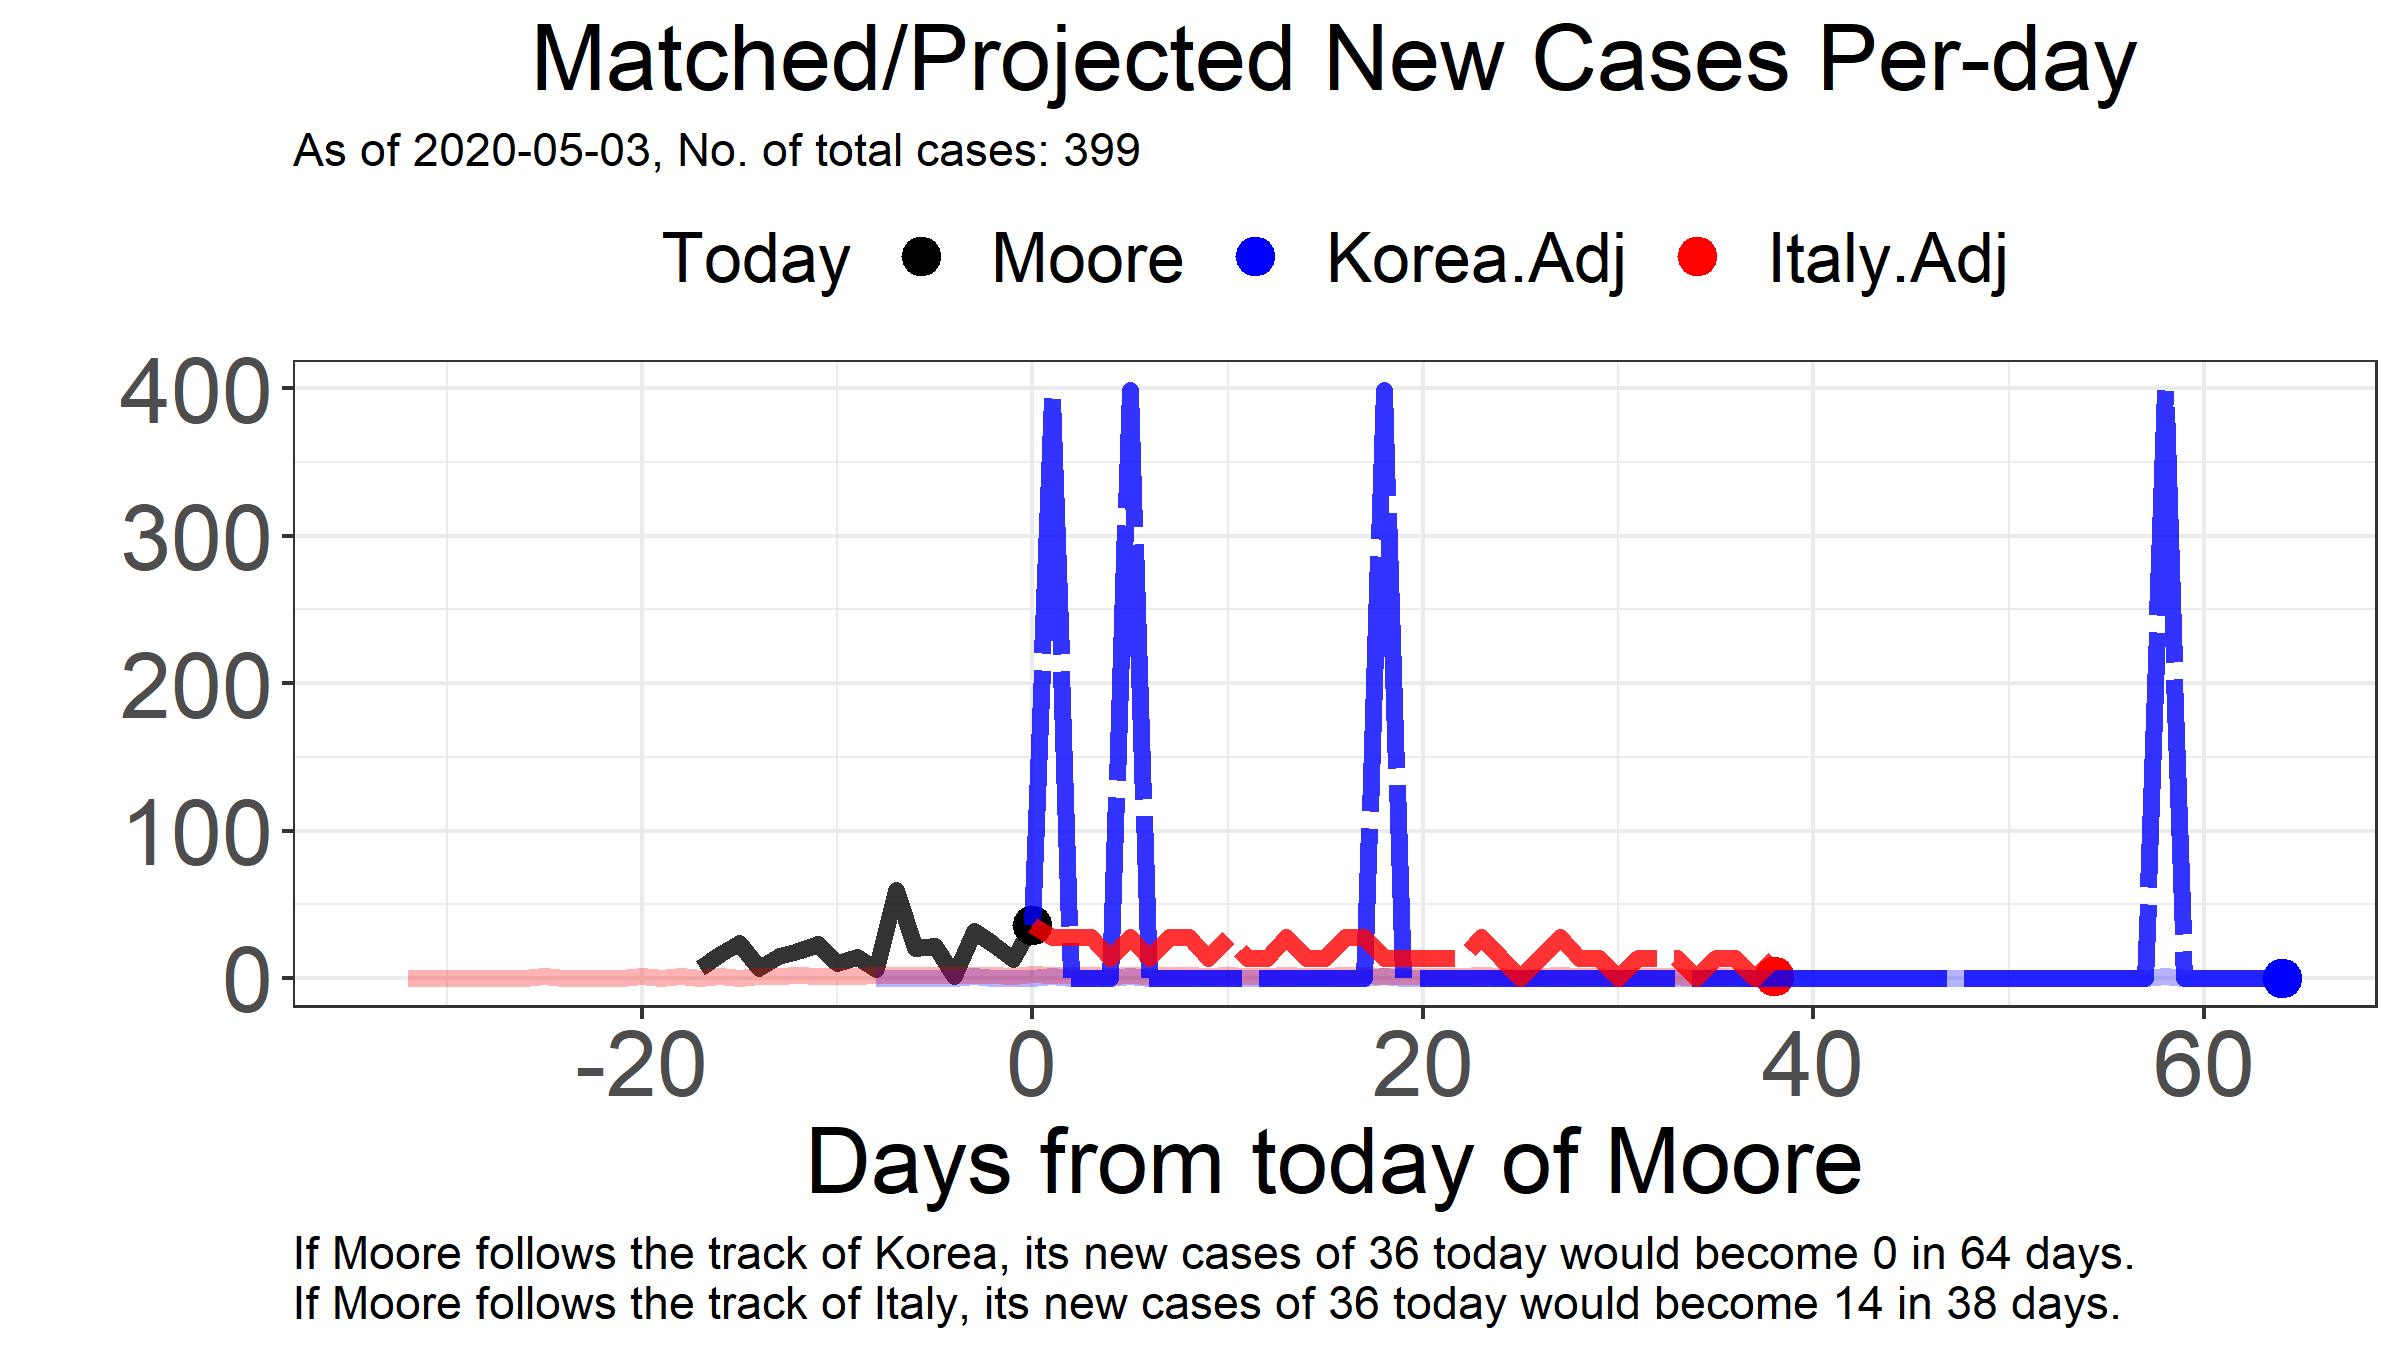 Matched/Projected New Cases Per-day
As of 2020-05-03, No. of total cases: 399
Today Moore Korea.Adj Italy.Adj
400
300
200
100
0
-20 0 20 40 60
Days from today of Moore
If Moore follows the track of Korea, its new cases of 36 today would become 0 in 64 days.
If Moore follows the track of Italy, its new cases of 36 today would become 14 in 38 days.